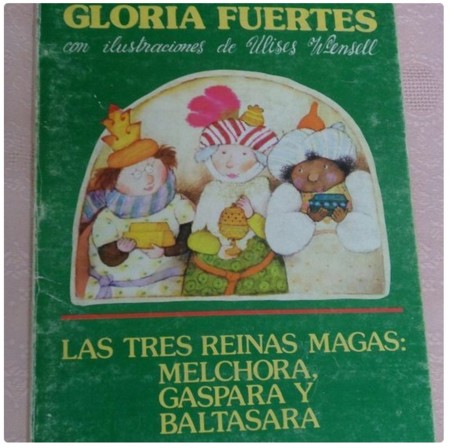 GLORIA FUERTES
con ilustraciones de Ulises Wensell
LAS TRES REINAS MAGAS:
MELCHORA,
GASPARA Y
BALTASARA